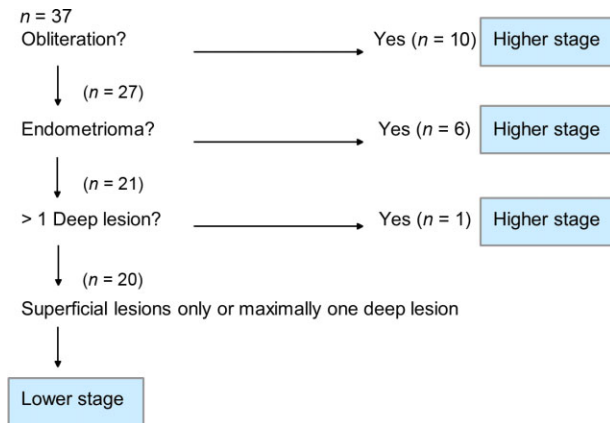 n = 37
Obliteration?
Yes (n = 10)
Higher stage
(n = 27)
Endometrioma?
Yes (n = 6)
Higher stage
(n = 21)
> 1 Deep lesion?
Yes (n = 1)
Higher stage
(n = 20)
Superficial lesions only or maximally one deep lesion
Lower stage